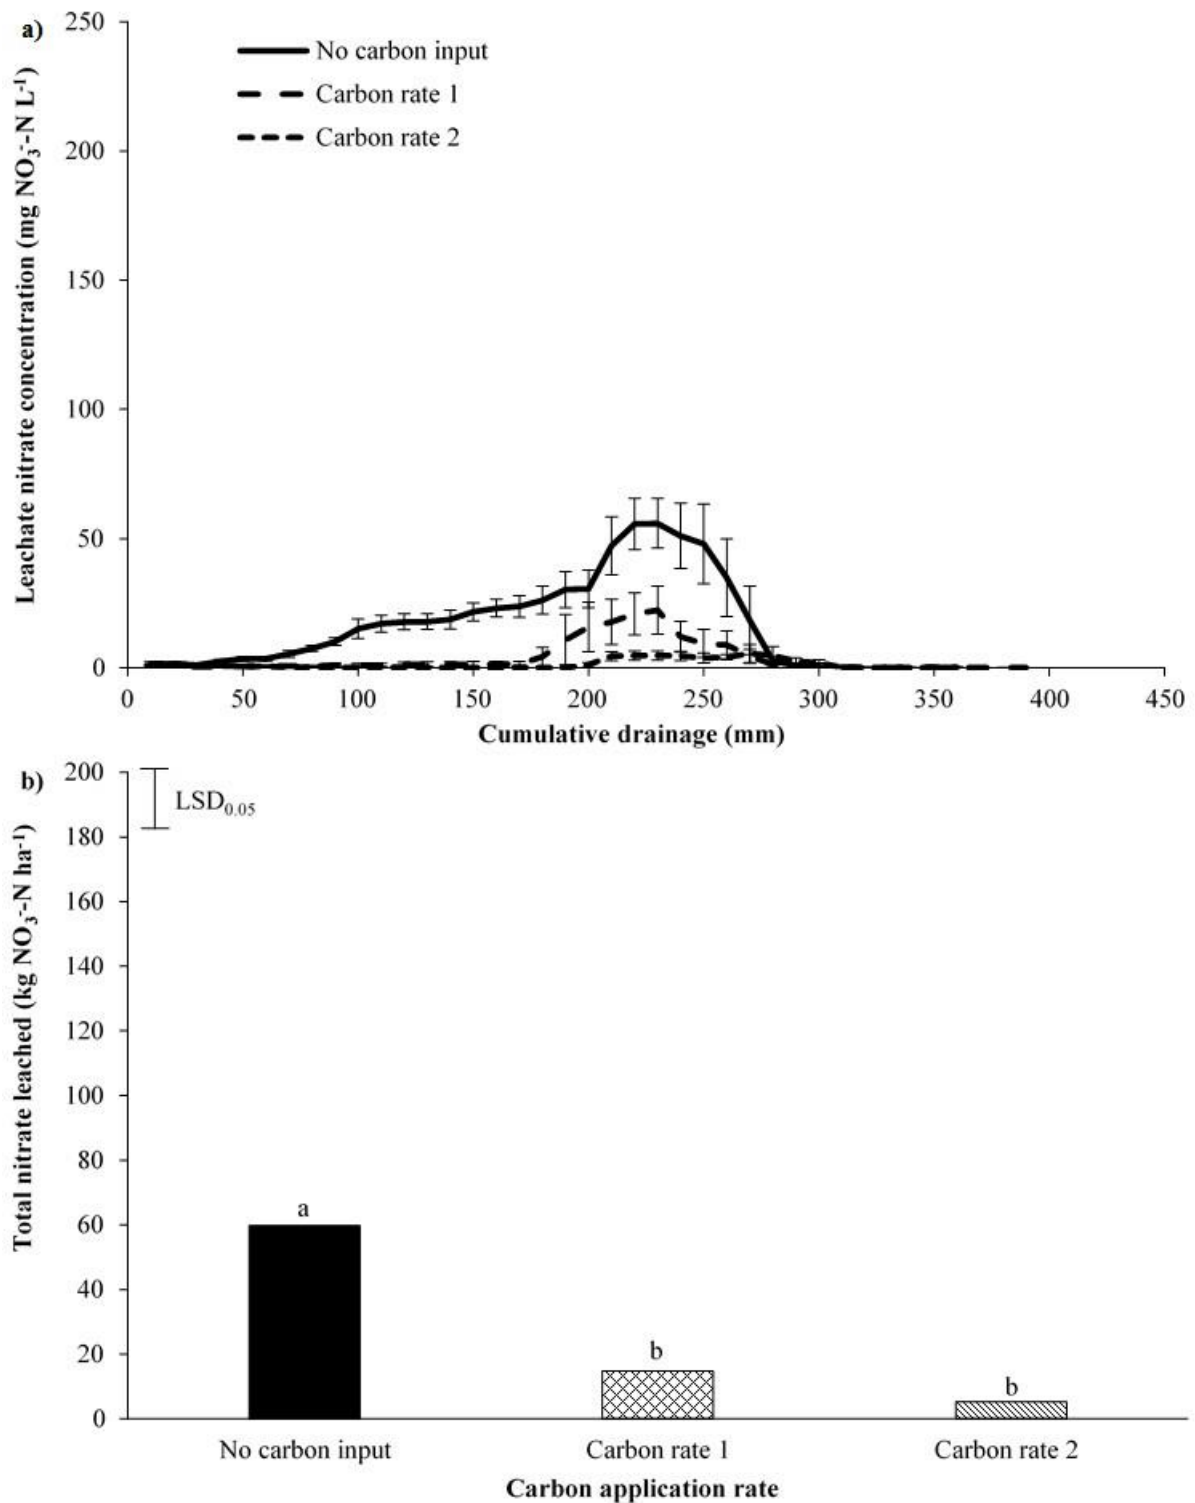 a)
Leachate nitrate concentration (mg NO₃⁻-N L⁻¹)
250
200
150
100
50
0
No carbon input
Carbon rate 1
Carbon rate 2
0 50 100 150 200 250 300 350 400 450
Cumulative drainage (mm)
b)
Total nitrate leached (kg NO₃⁻-N ha⁻¹)
200
180
160
140
120
100
80
60
40
20
0
LSD₀.₀₅
a
b
b
No carbon input Carbon rate 1 Carbon rate 2
Carbon application rate